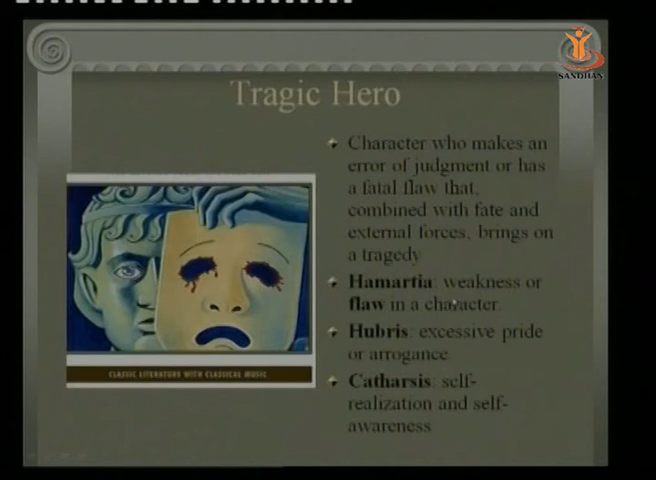 SANDHAN
Tragic Hero
Character who makes an
error of judgment or has
a fatal flaw that,
combined with fate and
external forces, brings on
a tragedy
Hamartia: weakness or
flaw in a character.
Hubris: excessive pride
or arrogance
Catharsis: self-
realization and self-
awareness
CLASSIC LITERATURE WITH CLASSICAL MUSIC